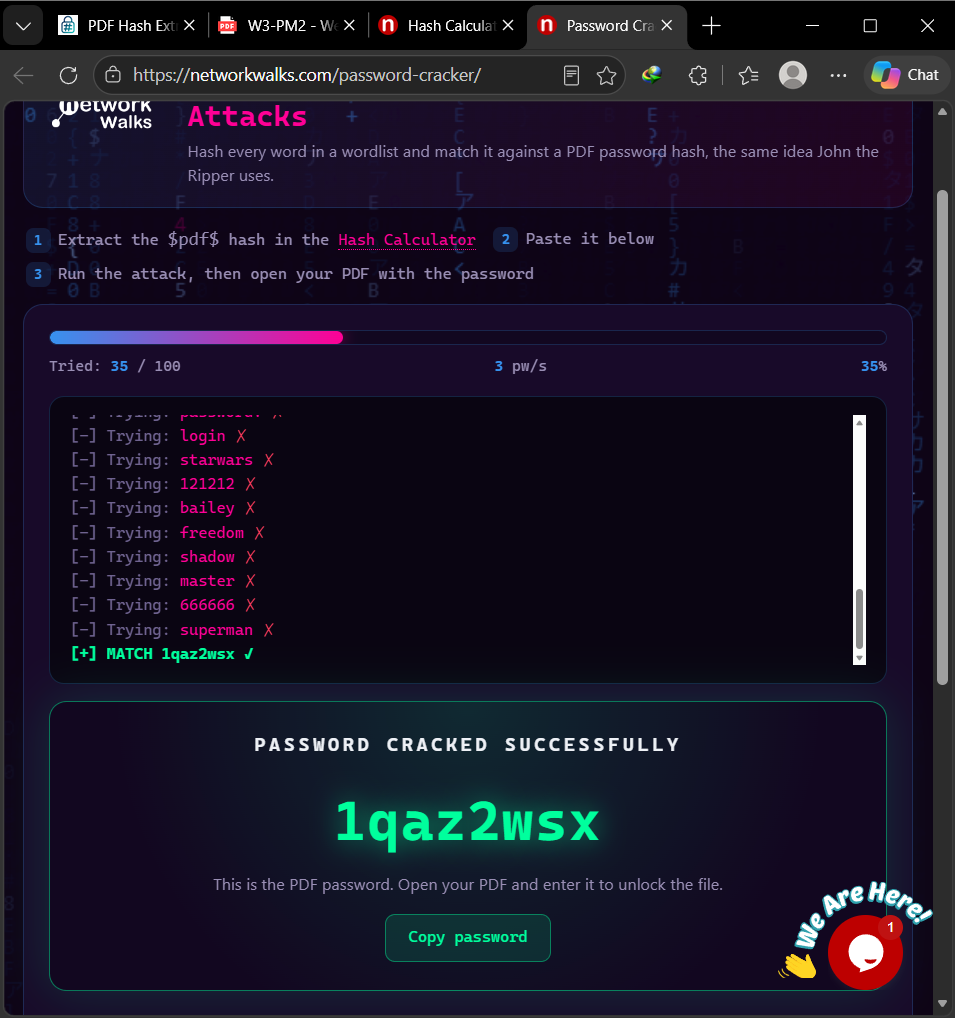 PDF Hash Ext
W3-PM2 - We
Hash Calculat
Password Cra
https://networkwalks.com/password-cracker/
Chat
network
Walks
Attacks
Hash every word in a wordlist and match it against a PDF password hash, the same idea John the
Ripper uses.
1 Extract the $pdf$ hash in the Hash Calculator 2 Paste it below
3 Run the attack, then open your PDF with the password
Tried: 35 / 100 3 pw/s 35%
[-] Trying: login ✗
[-] Trying: starwars ✗
[-] Trying: 121212 ✗
[-] Trying: bailey ✗
[-] Trying: freedom ✗
[-] Trying: shadow ✗
[-] Trying: master ✗
[-] Trying: 666666 ✗
[-] Trying: superman ✗
[+] MATCH 1qaz2wsx ✓
PASSWORD CRACKED SUCCESSFULLY
1qaz2wsx
This is the PDF password. Open your PDF and enter it to unlock the file.
Copy password
We Are Here!
1